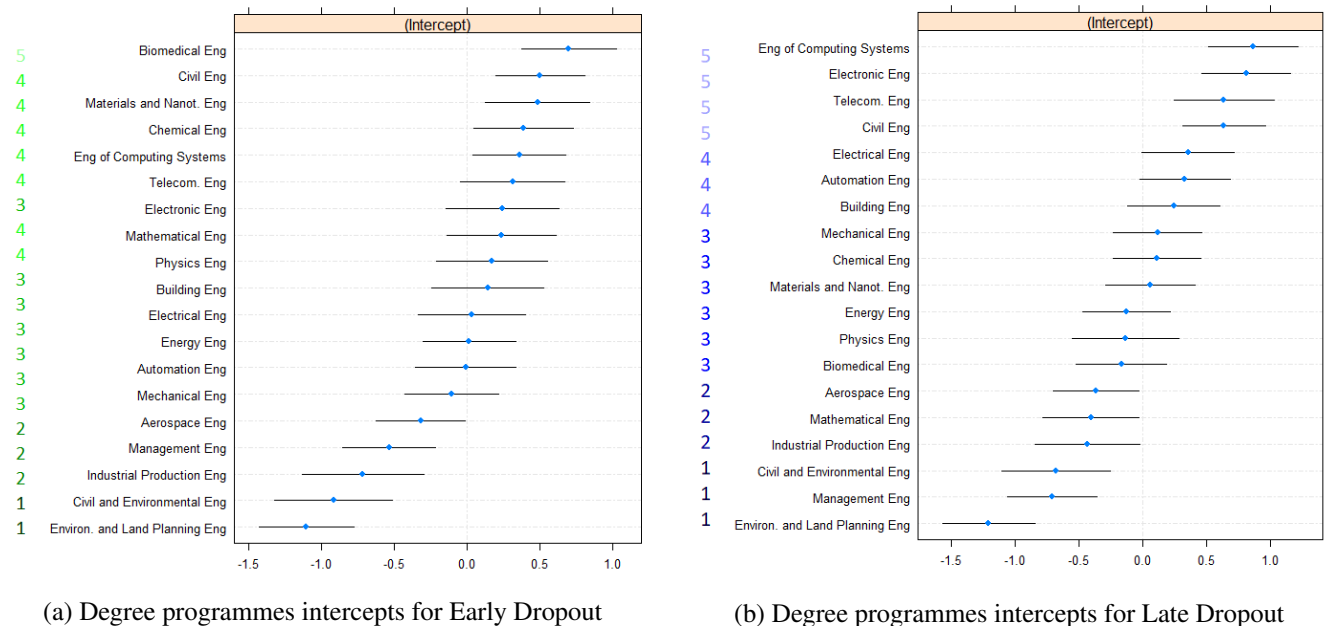 (Intercept)
5 Biomedical Eng
4 Civil Eng
4 Materials and Nanot. Eng
4 Chemical Eng
4 Eng of Computing Systems
4 Telecom. Eng
3 Electronic Eng
4 Mathematical Eng
4 Physics Eng
3 Building Eng
3 Electrical Eng
3 Energy Eng
3 Automation Eng
3 Mechanical Eng
2 Aerospace Eng
2 Management Eng
2 Industrial Production Eng
1 Civil and Environmental Eng
1 Environ. and Land Planning Eng
-1.5 -1.0 -0.5 0.0 0.5 1.0
(a) Degree programmes intercepts for Early Dropout
(Intercept)
5 Eng of Computing Systems
5 Electronic Eng
5 Telecom. Eng
5 Civil Eng
4 Electrical Eng
4 Automation Eng
4 Building Eng
3 Mechanical Eng
3 Chemical Eng
3 Materials and Nanot. Eng
3 Energy Eng
3 Physics Eng
3 Biomedical Eng
2 Aerospace Eng
2 Mathematical Eng
2 Industrial Production Eng
1 Civil and Environmental Eng
1 Management Eng
1 Environ. and Land Planning Eng
-1.5 -1.0 -0.5 0.0 0.5 1.0
(b) Degree programmes intercepts for Late Dropout